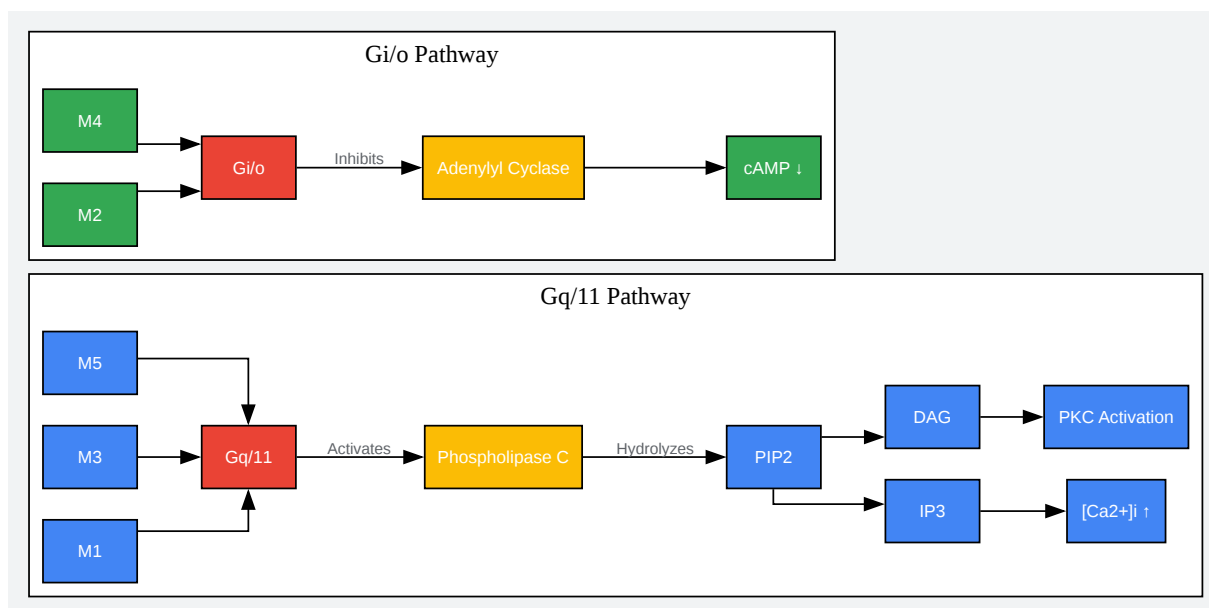 Gi/o Pathway
M4
M2
Gi/o
Inhibits
Adenylyl Cyclase
cAMP ↓
Gq/11 Pathway
M5
M3
M1
Gq/11
Activates
Phospholipase C
Hydrolyzes
PIP2
DAG
PKC Activation
IP3
[Ca2+]i ↑